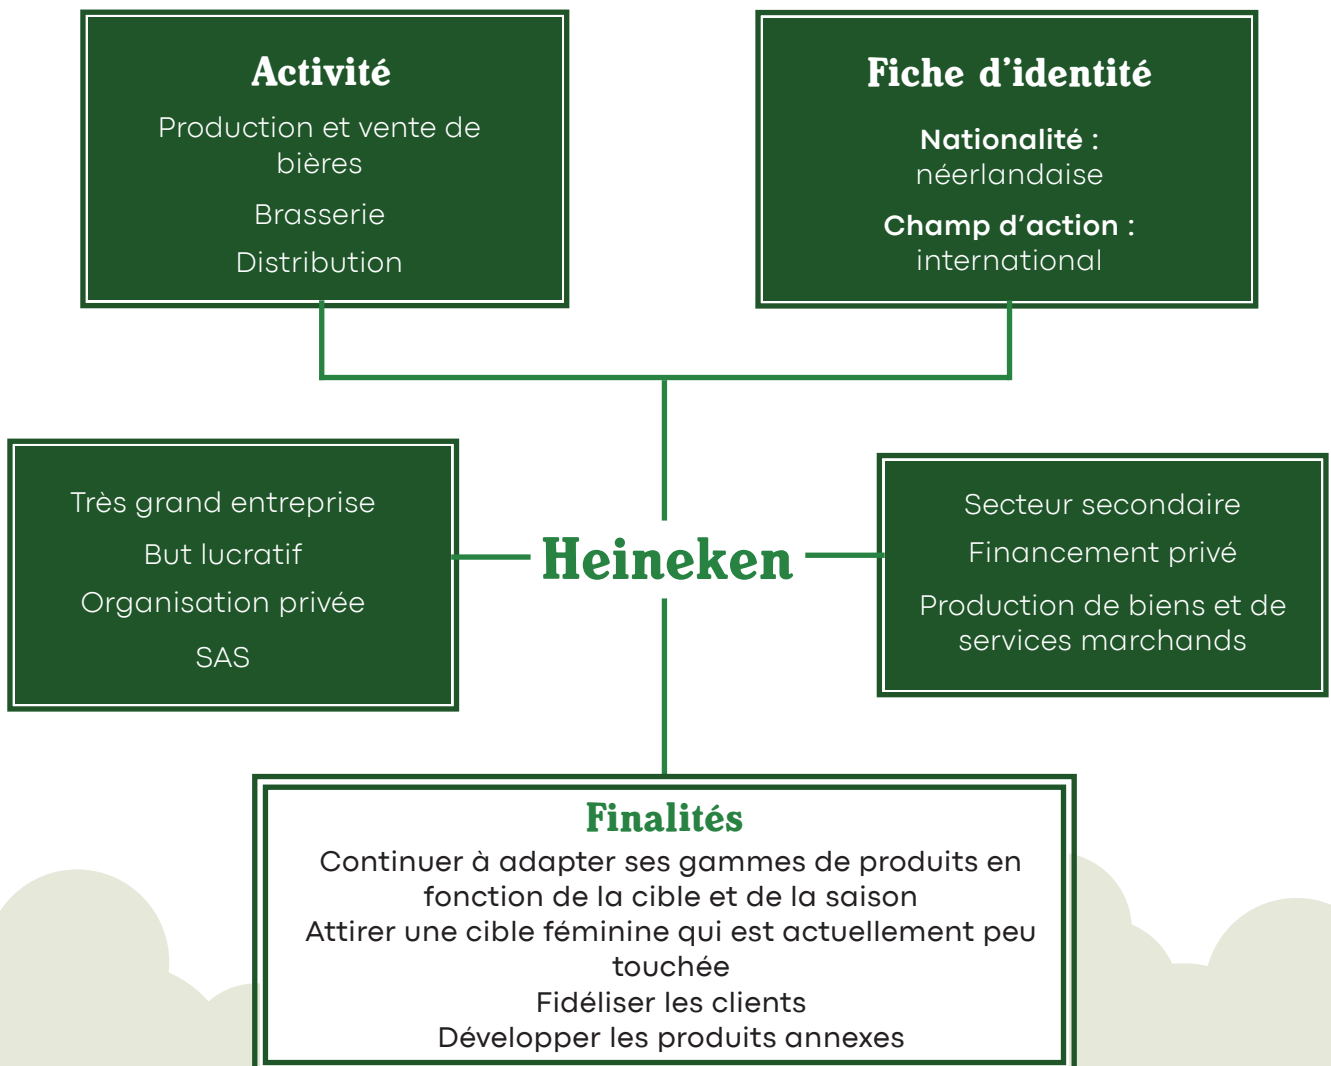 Activité
Production et vente de
bières
Brasserie
Distribution
Fiche d'identité
Nationalité :
néerlandaise
Champ d'action :
international
Très grand entreprise
But lucratif
Organisation privée
SAS
Heineken
Secteur secondaire
Financement privé
Production de biens et de
services marchands
Finalités
Continuer à adapter ses gammes de produits en
fonction de la cible et de la saison
Attirer une cible féminine qui est actuellement peu
touchée
Fidéliser les clients
Développer les produits annexes